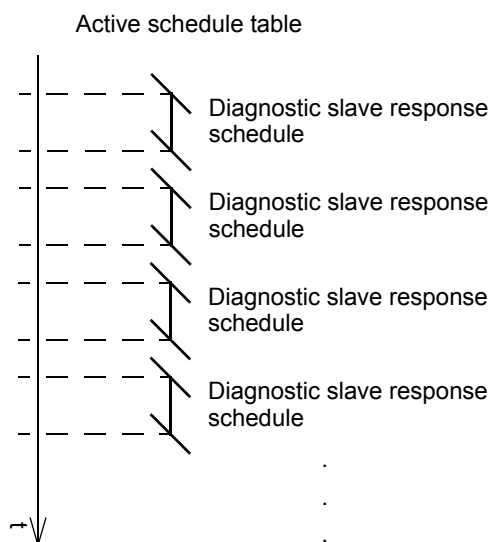 Active schedule table
Diagnostic slave response
schedule
Diagnostic slave response
schedule
Diagnostic slave response
schedule
Diagnostic slave response
schedule
.
.
.
t